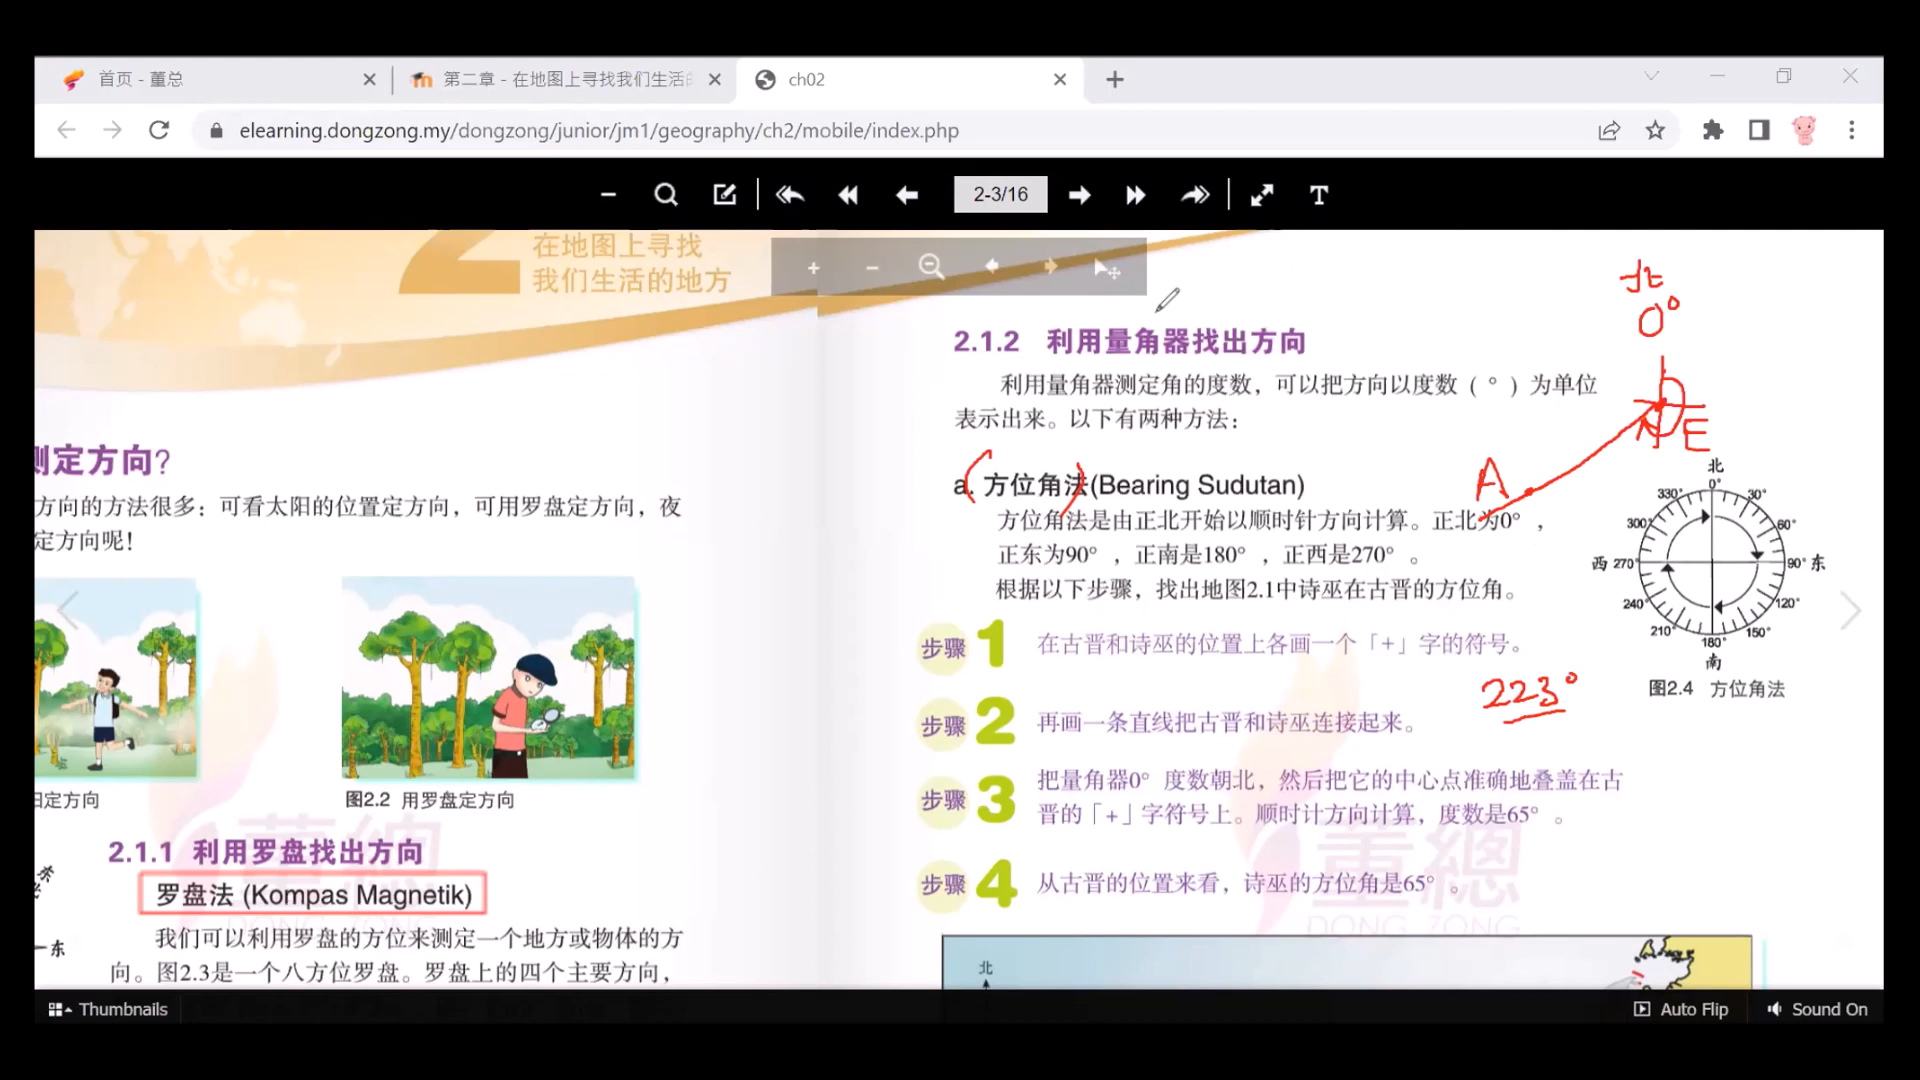 首页 - 董总
第二章 - 在地图上寻找我们生活
ch02
elearning.dongzong.my/dongzong/junior/jm1/geography/ch2/mobile/index.php
2-3/16
2
在地图上寻找
我们生活的地方
测定方向?
方向的方法很多：可看太阳的位置定方向，可用罗盘定方向，夜
定方向呢！
定方向
图2.2 用罗盘定方向
2.1.1 利用罗盘找出方向
罗盘法 (Kompas Magnetik)
东
我们可以利用罗盘的方位来测定一个地方或物体的方
向。图2.3是一个八方位罗盘。罗盘上的四个主要方向，
2.1.2 利用量角器找出方向
利用量角器测定角的度数，可以把方向以度数（ ° ）为单位
表示出来。以下有两种方法：
a. 方位角法(Bearing Sudutan)
方位角法是由正北开始以顺时针方向计算。正北为0° ，
正东为90° ，正南是180° ，正西是270° 。
根据以下步骤，找出地图2.1中诗巫在古晋的方位角。
步骤 1 在古晋和诗巫的位置上各画一个「+」字的符号。
步骤 2 再画一条直线把古晋和诗巫连接起来。
步骤 3 把量角器0° 度数朝北，然后把它的中心点准确地叠盖在古
晋的「+」字符号上。顺时计方向计算，度数是65° 。
步骤 4 从古晋的位置来看，诗巫的方位角是65° 。
北
0°
E
A
223°
北
0°
330° 30°
300° 60°
西 270° 90° 东
240° 120°
210° 150°
180°
南
图2.4 方位角法
董總
董總
DONG ZONG
DONG ZONG
北
Thumbnails
Auto Flip
Sound On